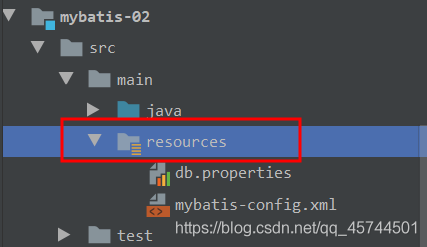 mybatis-02
src
main
java
resources
db.properties
mybatis-config.xml
https://blog.csdn.net/qq_45744501
test